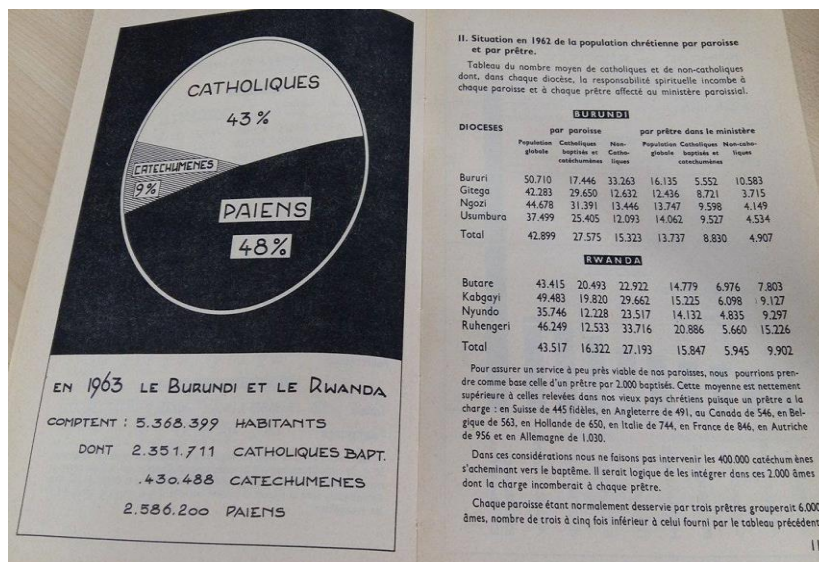 CATHOLIQUES
43 %
CATECHUMENES
9%
PAIENS
48%
EN 1963 LE BURUNDI ET LE RWANDA
COMPTENT : 5.368.399 HABITANTS
DONT 2.351.711 CATHOLIQUES BAPT.
.430.488 CATECHUMENES
2.586.200 PAIENS
II. Situation en 1962 de la population chrétienne par paroisse
et par prêtre.
Tableau du nombre moyen de catholiques et de non-catholiques
dont, dans chaque diocèse, la responsabilité spirituelle incombe à
chaque paroisse et à chaque prêtre affecté au ministère paroissial.
BURUNDI
DIOCESES par paroisse par prêtre dans le ministère
Population Catholiques Non- Population Catholiques Non-catho-
globale baptisés et Catho- globale baptisés et liques
catéchumènes liques catechumènes
Bururi 50.710 17.446 33.263 16.135 5.552 10.583
Gitega 42.283 29.650 12.632 12.436 8.721 3.715
Ngozi 44.678 31.391 13.446 13.747 9.598 4.149
Usumbura 37.499 25.405 12.093 14.062 9.527 4.534
Total 42.899 27.575 15.323 13.737 8.830 4.907
RWANDA
Butare 43.415 20.493 22.922 14.779 6.976 7.803
Kabgayi 49.483 19.820 29.662 15.225 6.098 9.127
Nyundo 35.746 12.228 23.517 14.132 4.835 9.297
Ruhengeri 46.249 12.533 33.716 20.886 5.660 15.226
Total 43.517 16.322 27.193 15.847 5.945 9.902
Pour assurer un service à peu près viable de nos paroisses, nous pourrions pren-
dre comme base celle d'un prêtre par 2.000 baptisés. Cette moyenne est nettement
supérieure à celles relevées dans nos vieux pays chrétiens puisque un prêtre a la
charge : en Suisse de 445 fidèles, en Angleterre de 491, au Canada de 546, en Bel-
gique de 563, en Hollande de 650, en Italie de 744, en France de 846, en Autriche
de 956 et en Allemagne de 1.030.
Dans ces considérations nous ne faisons pas intervenir les 400.000 catéchumènes
s'acheminant vers le baptême. Il serait logique de les intégrer dans ces 2.000 âmes
dont la charge incomberait à chaque prêtre.
Chaque paroisse étant normalement desservie par trois prêtres grouperait 6.000
âmes, nombre de trois à cinq fois inférieur à celui fourni par le tableau précédent